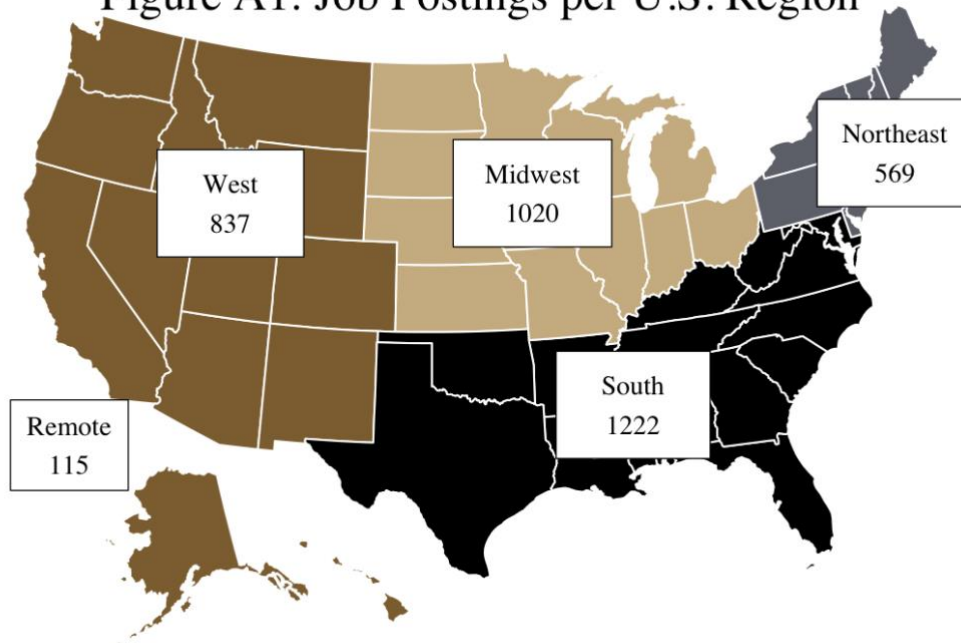 Figure A1: Job Postings per U.S. Region
Northeast
569
Midwest
1020
West
837
South
1222
Remote
115